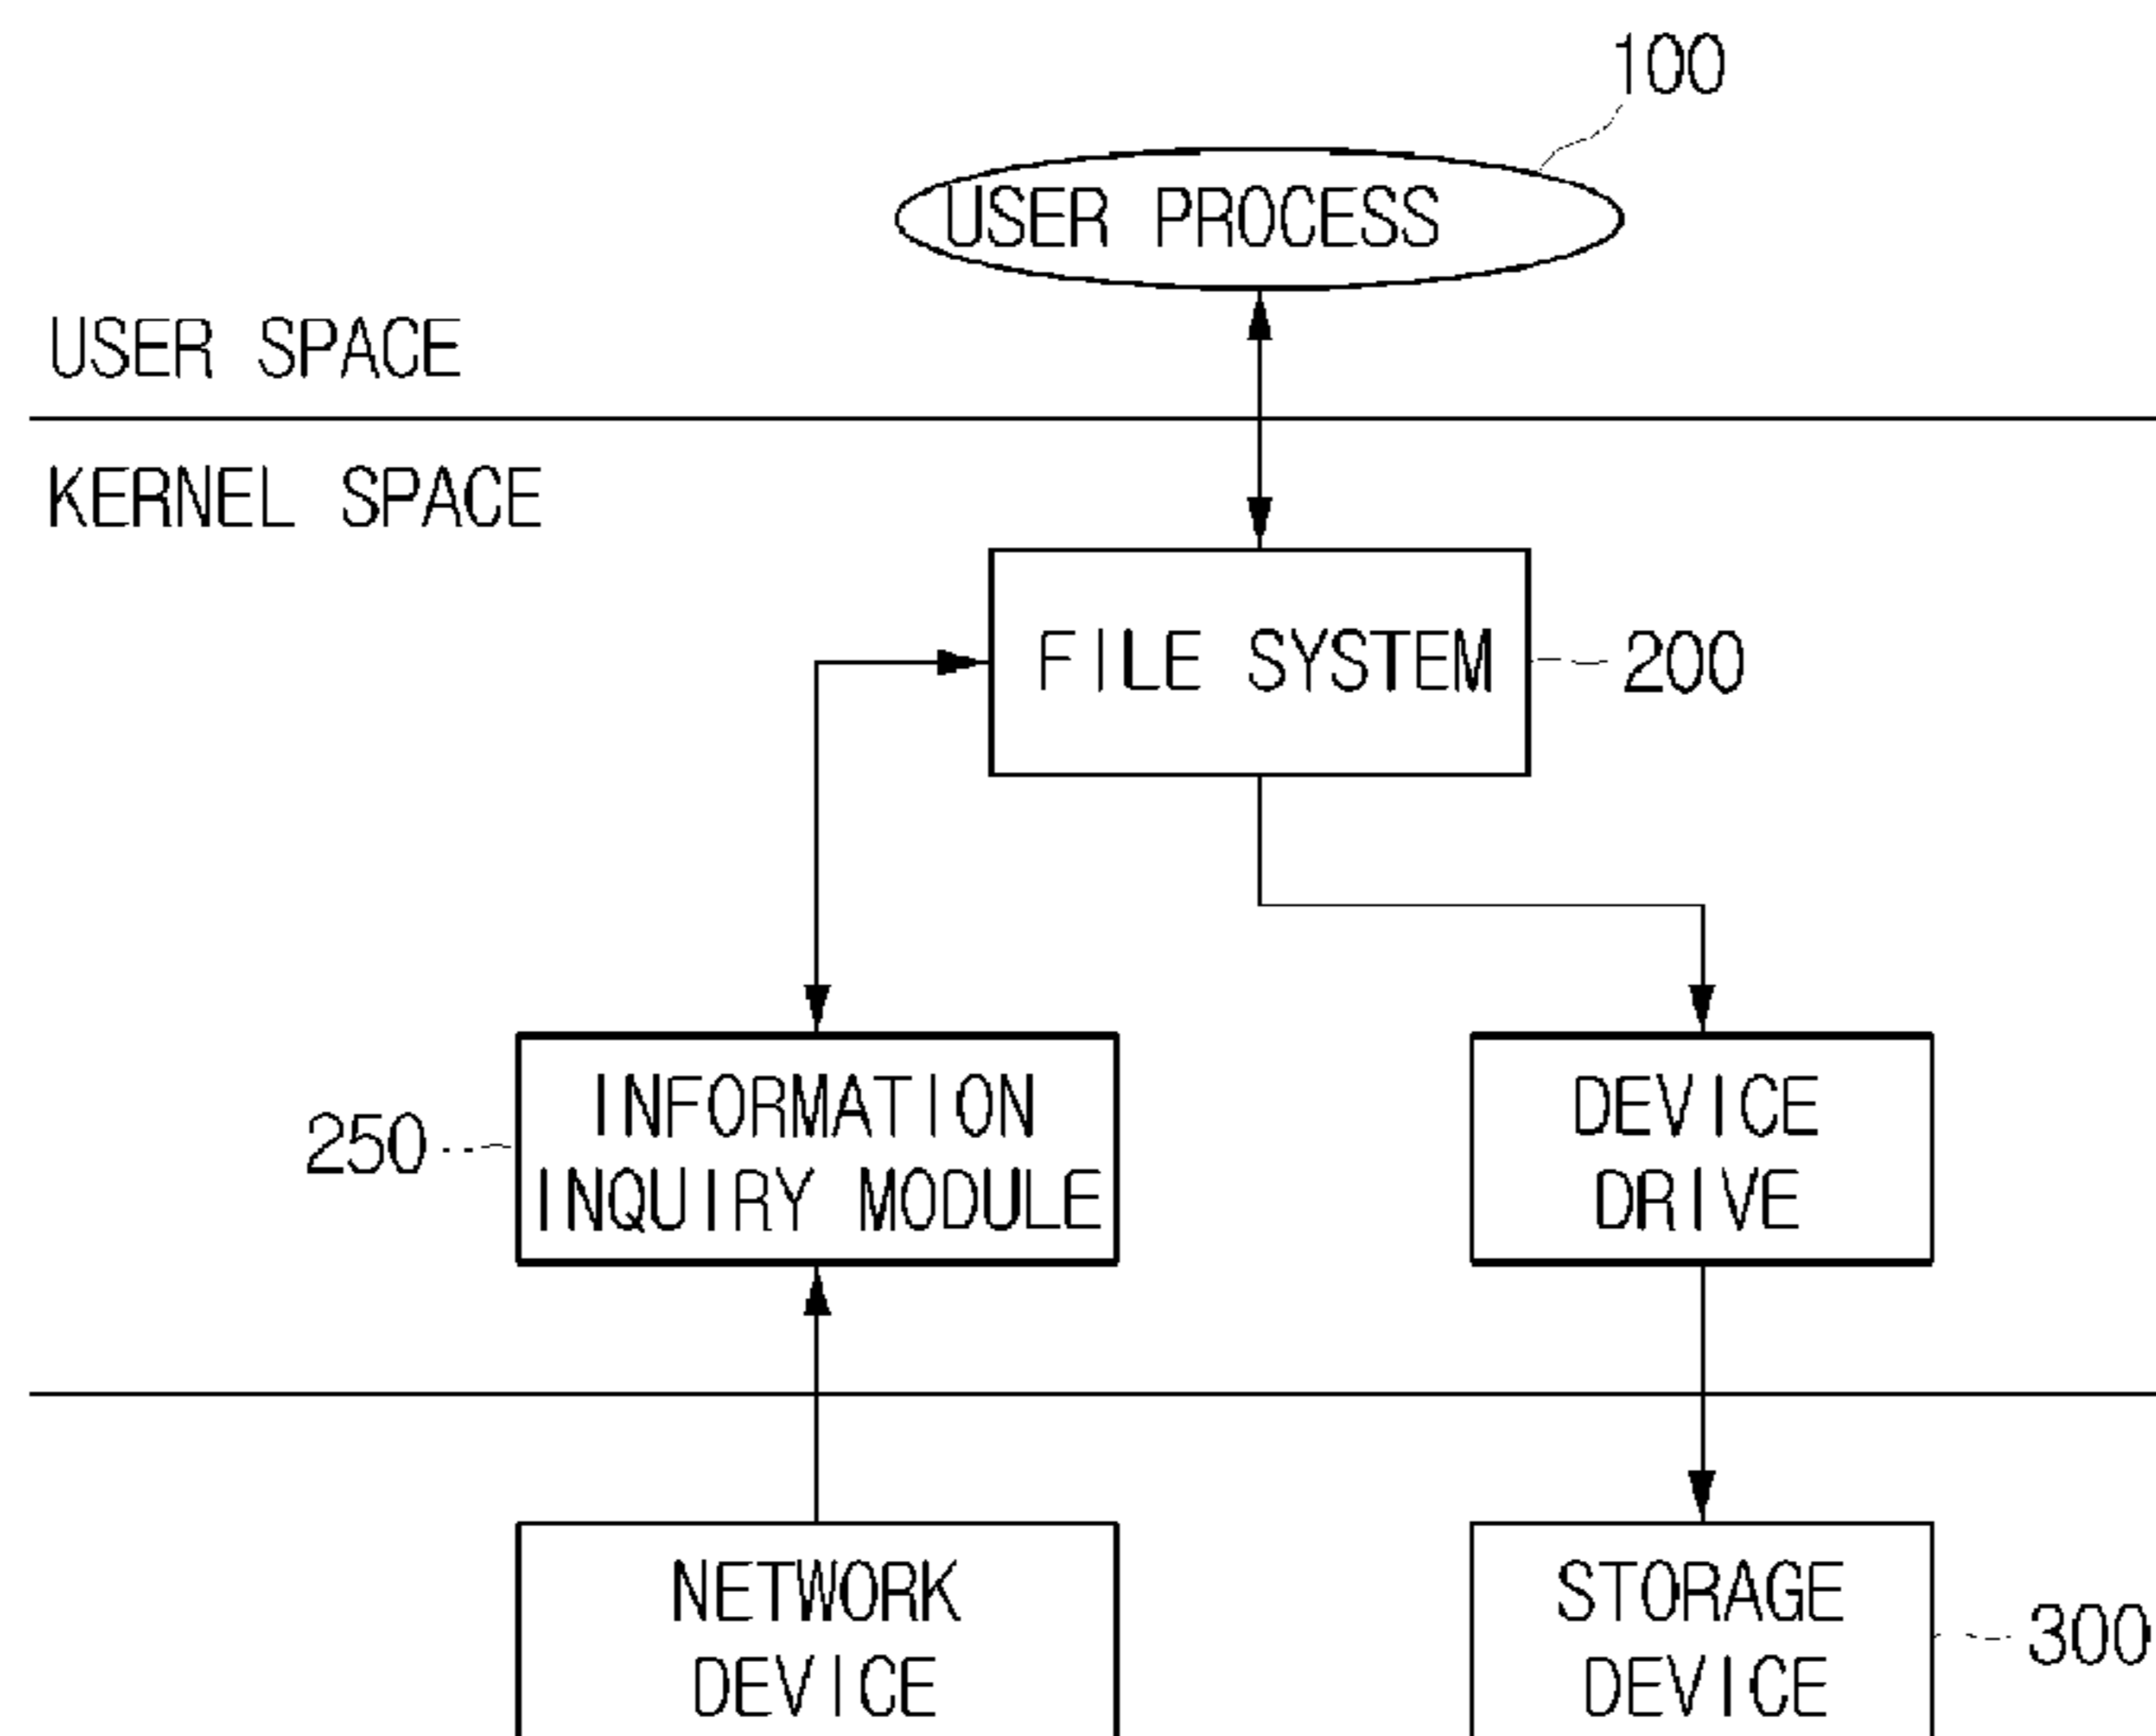 100
USER PROCESS
USER SPACE
KERNEL SPACE
FILE SYSTEM
200
INFORMATION
INQUIRY MODULE
250
DEVICE
DRIVE
NETWORK
DEVICE
STORAGE
DEVICE
300